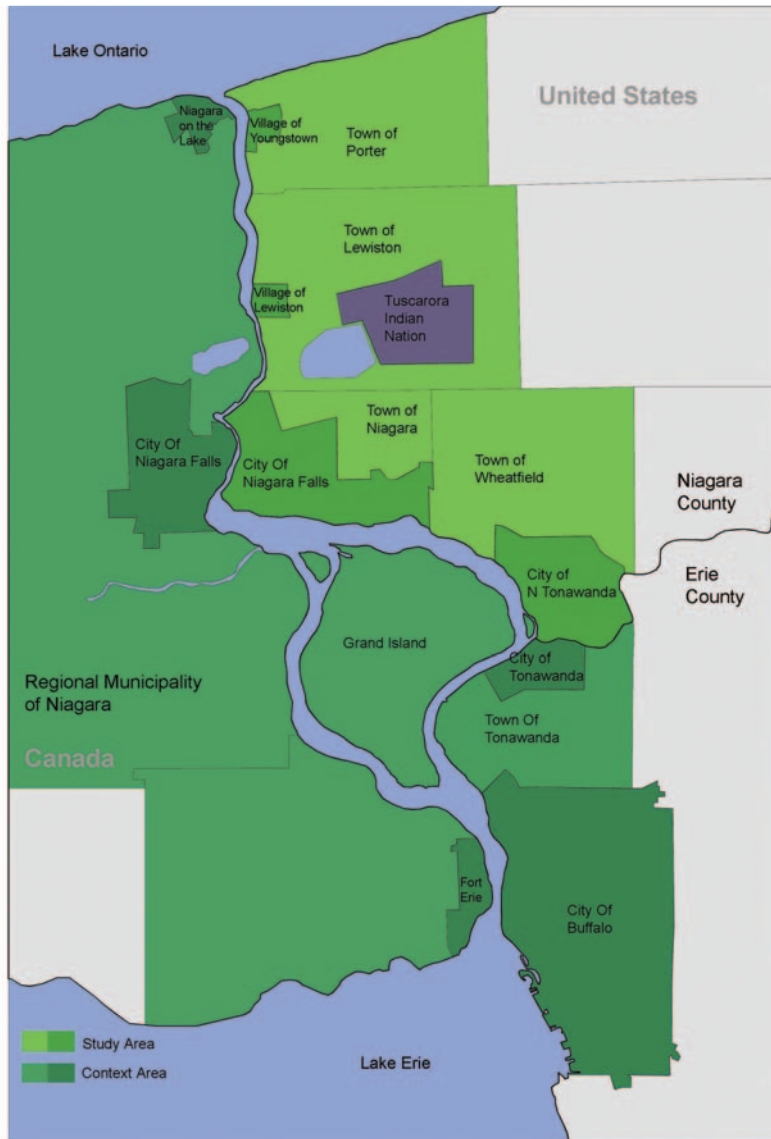 Lake Ontario
United States
Niagara
on the
Lake
Village of
Youngstown
Town of
Porter
Town of
Lewiston
Village of
Lewiston
Tuscarora
Indian
Nation
Town of
Niagara
City Of
Niagara Falls
City Of
Niagara Falls
Town of
Wheatfield
Niagara
County
Erie
County
City of
N Tonawanda
Grand Island
City of
Tonawanda
Regional Municipality
of Niagara
Town Of
Tonawanda
Canada
Fort
Erie
City Of
Buffalo
Study Area
Context Area
Lake Erie